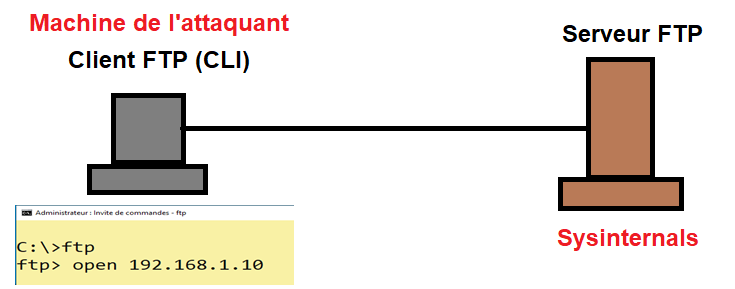 Machine de l'attaquant
Client FTP (CLI)
Serveur FTP
Administrateur : Invite de commandes - ftp
C:\>ftp
ftp> open 192.168.1.10
Sysinternals